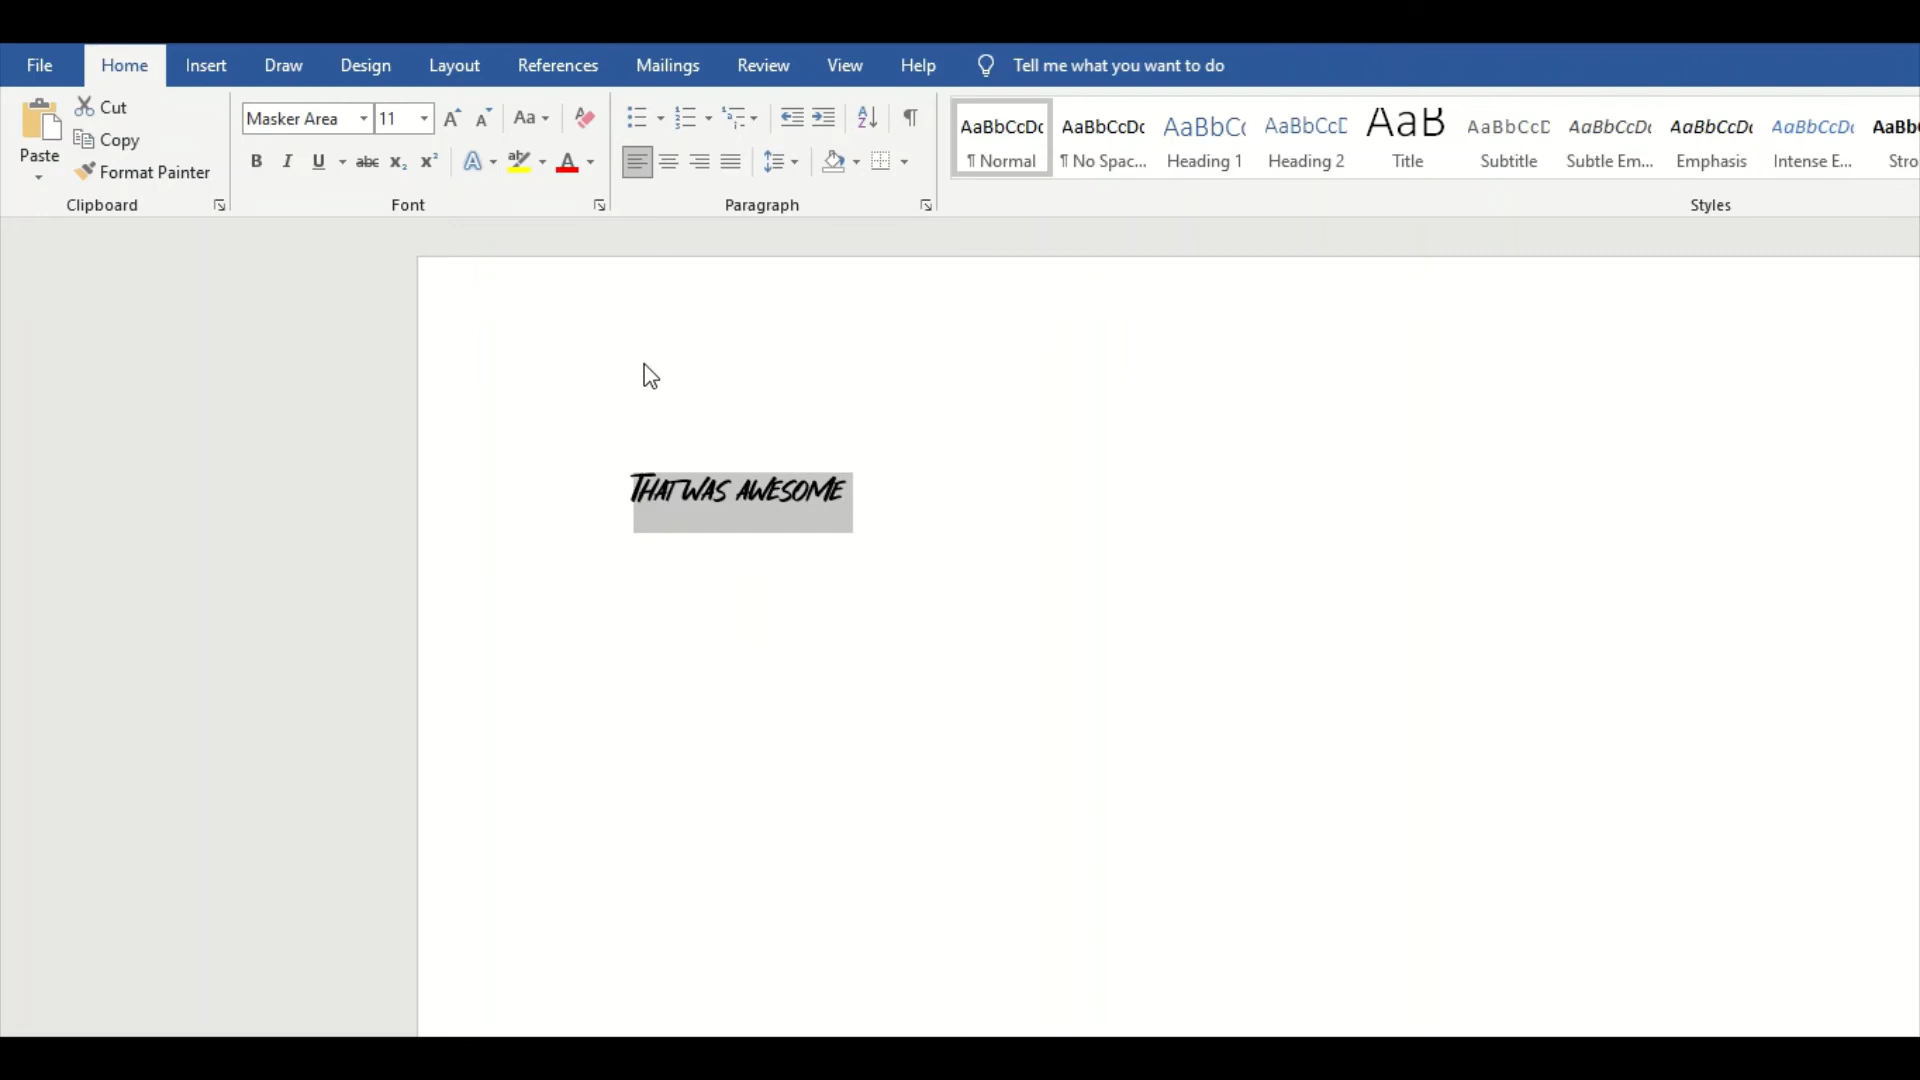 File Home Insert Draw Design Layout References Mailings Review View Help Tell me what you want to do
Paste
Cut
Copy
Format Painter
Clipboard
Masker Area 11 Aa
B I U abc x₂ x² A ab A
Font
Paragraph
AaBbCcDc AaBbCcDc AaBbCc AaBbCcD AaB AaBbCcD AaBbCcDc AaBbCcDc AaBbCcDc AaBb
¶ Normal ¶ No Spac... Heading 1 Heading 2 Title Subtitle Subtle Em... Emphasis Intense E... Stro
Styles
THAT WAS AWESOME